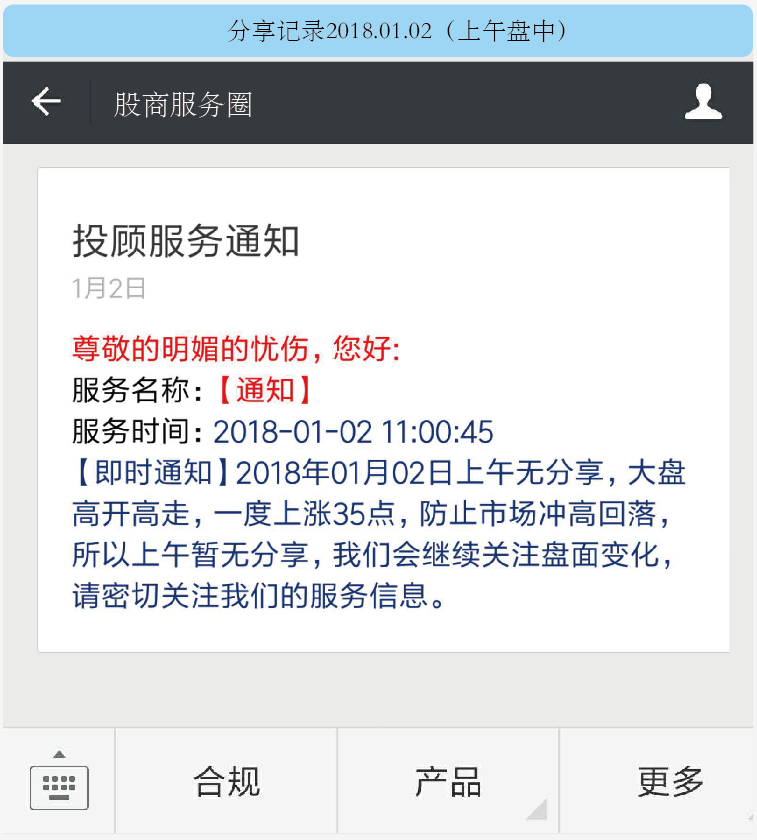 分享记录2018.01.02（上午盘中）
股商服务圈
投顾服务通知
1月2日
尊敬的明媚的忧伤，您好:
服务名称：【通知】
服务时间：2018-01-02 11:00:45
【即时通知】2018年01月02日上午无分享，大盘
高开高走，一度上涨35点，防止市场冲高回落，
所以上午暂无分享，我们会继续关注盘面变化，
请密切关注我们的服务信息。
合规
产品
更多